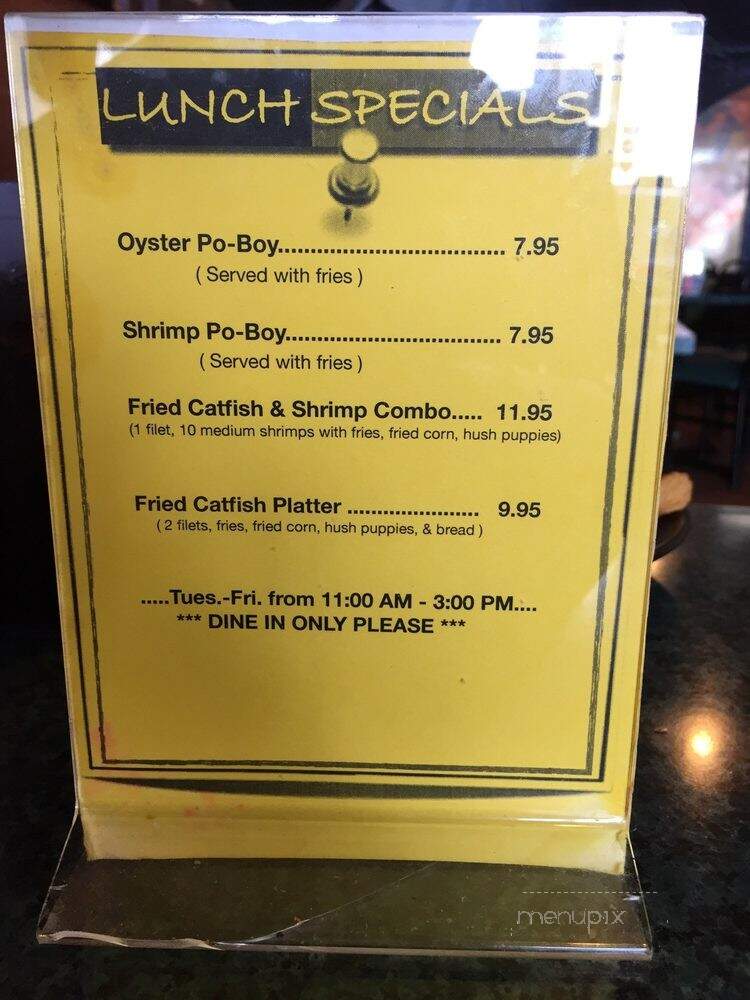 LUNCH SPECIALS
Oyster Po-Boy................................... 7.95
( Served with fries )
Shrimp Po-Boy.................................. 7.95
( Served with fries )
Fried Catfish & Shrimp Combo..... 11.95
(1 filet, 10 medium shrimps with fries, fried corn, hush puppies)
Fried Catfish Platter ....................... 9.95
( 2 filets, fries, fried corn, hush puppies, & bread )
.....Tues.-Fri. from 11:00 AM - 3:00 PM....
*** DINE IN ONLY PLEASE ***
menupix